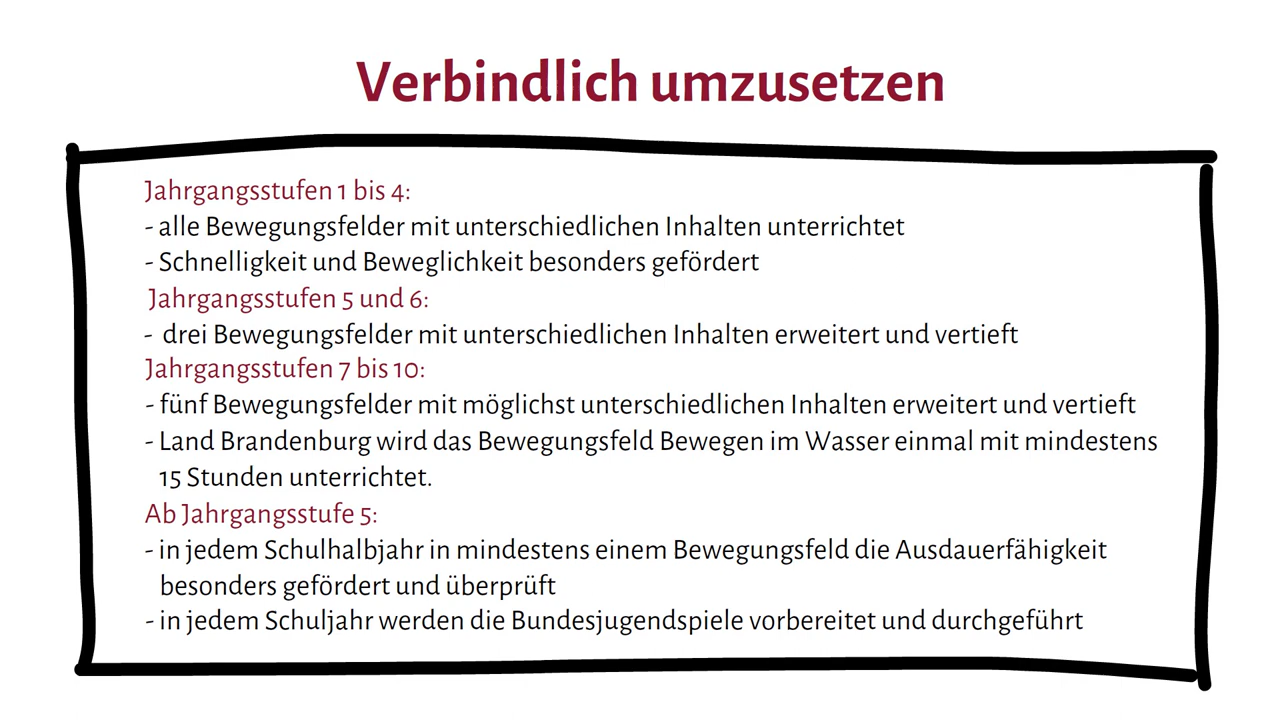 Verbindlich umzusetzen
Jahrgangsstufen 1 bis 4:
- alle Bewegungsfelder mit unterschiedlichen Inhalten unterrichtet
- Schnelligkeit und Beweglichkeit besonders gefördert
Jahrgangsstufen 5 und 6:
- drei Bewegungsfelder mit unterschiedlichen Inhalten erweitert und vertieft
Jahrgangsstufen 7 bis 10:
- fünf Bewegungsfelder mit möglichst unterschiedlichen Inhalten erweitert und vertieft
- Land Brandenburg wird das Bewegungsfeld Bewegen im Wasser einmal mit mindestens
15 Stunden unterrichtet.
Ab Jahrgangsstufe 5:
- in jedem Schulhalbjahr in mindestens einem Bewegungsfeld die Ausdauerfähigkeit
besonders gefördert und überprüft
- in jedem Schuljahr werden die Bundesjugendspiele vorbereitet und durchgeführt